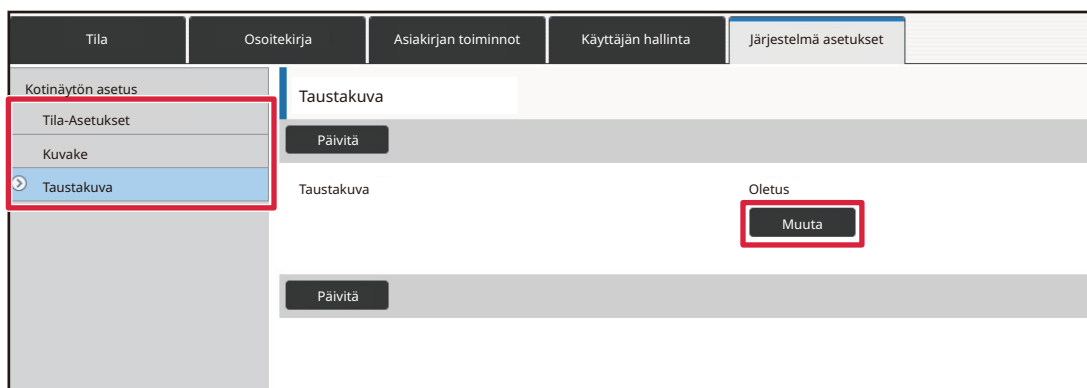 Tila
Osoitekirja
Asiakirjan toiminnot
Käyttäjän hallinta
Järjestelmä asetukset
Kotinäytön asetus
Tila-Asetukset
Kuvake
Taustakuva
Taustakuva
Päivitä
Taustakuva
Oletus
Muuta
Päivitä